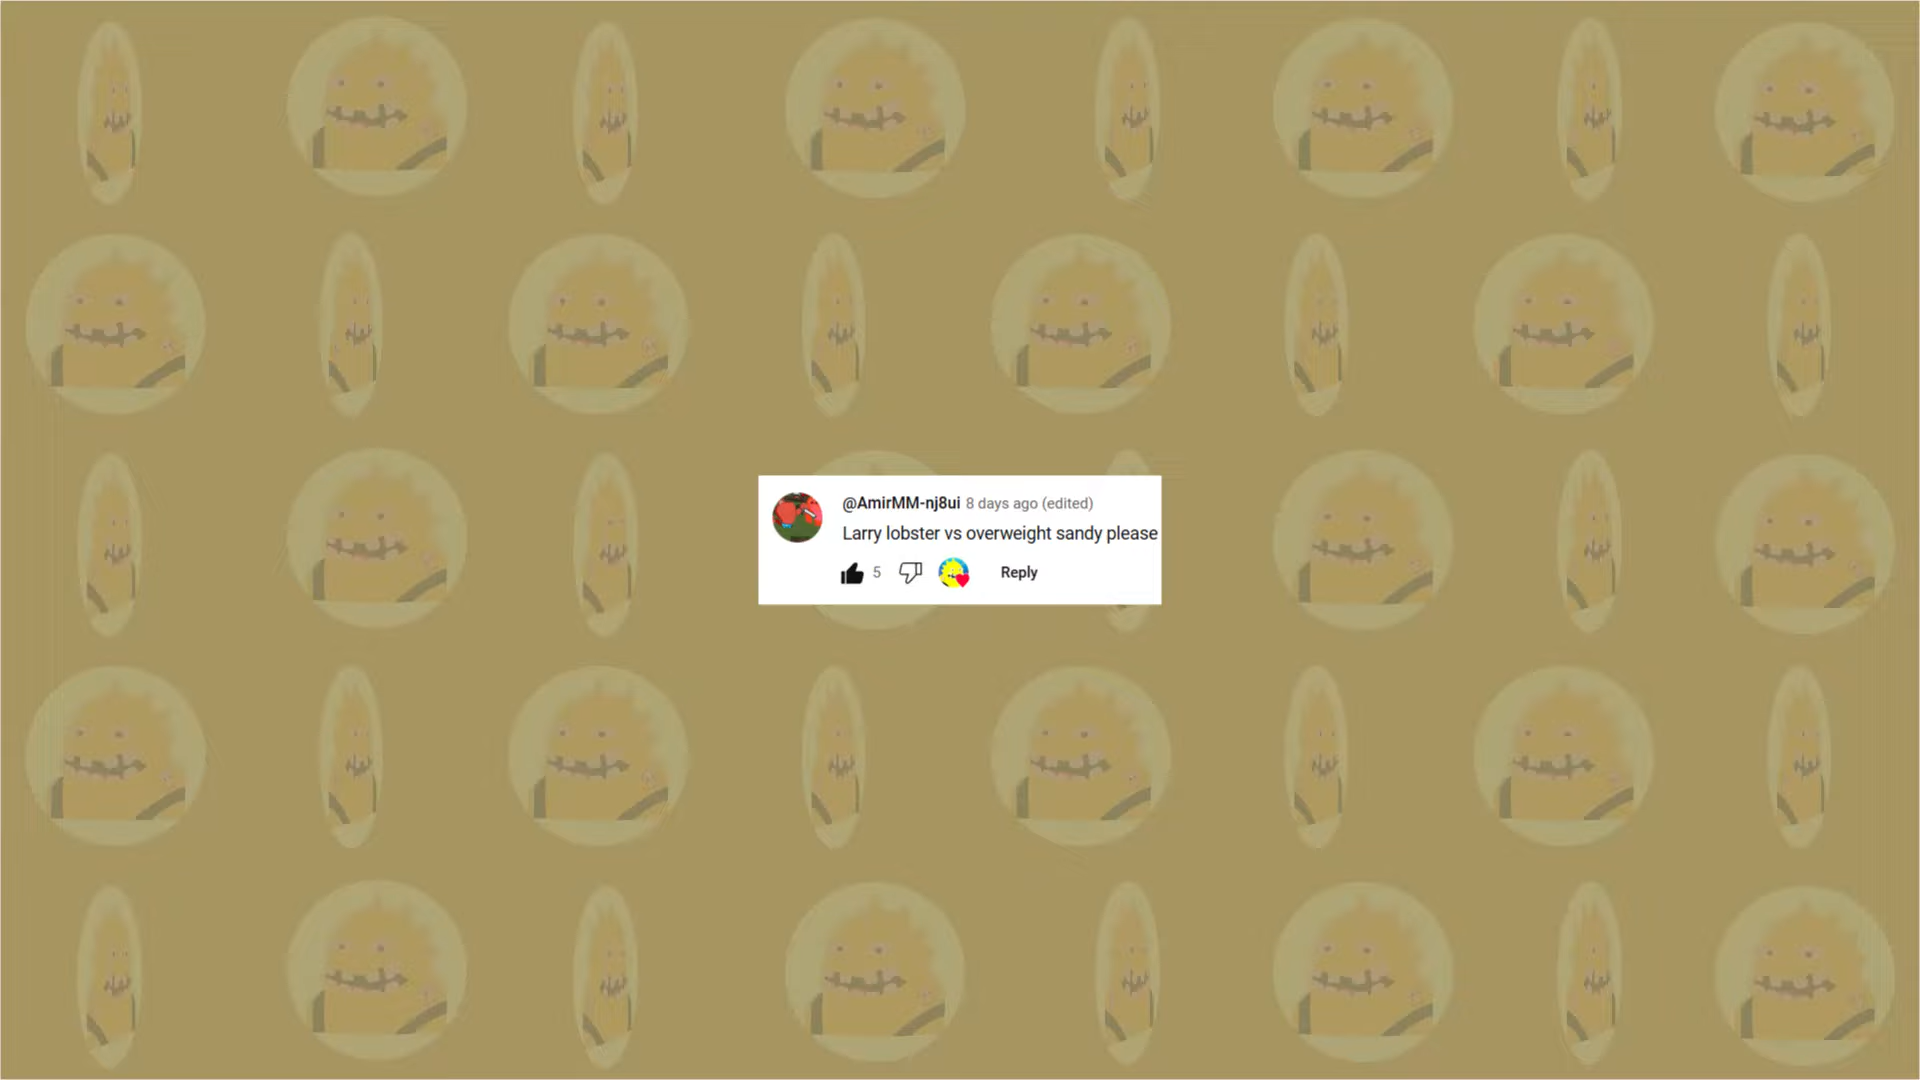 @AmirMM-nj8ui 8 days ago (edited)
Larry lobster vs overweight sandy please
5 Reply